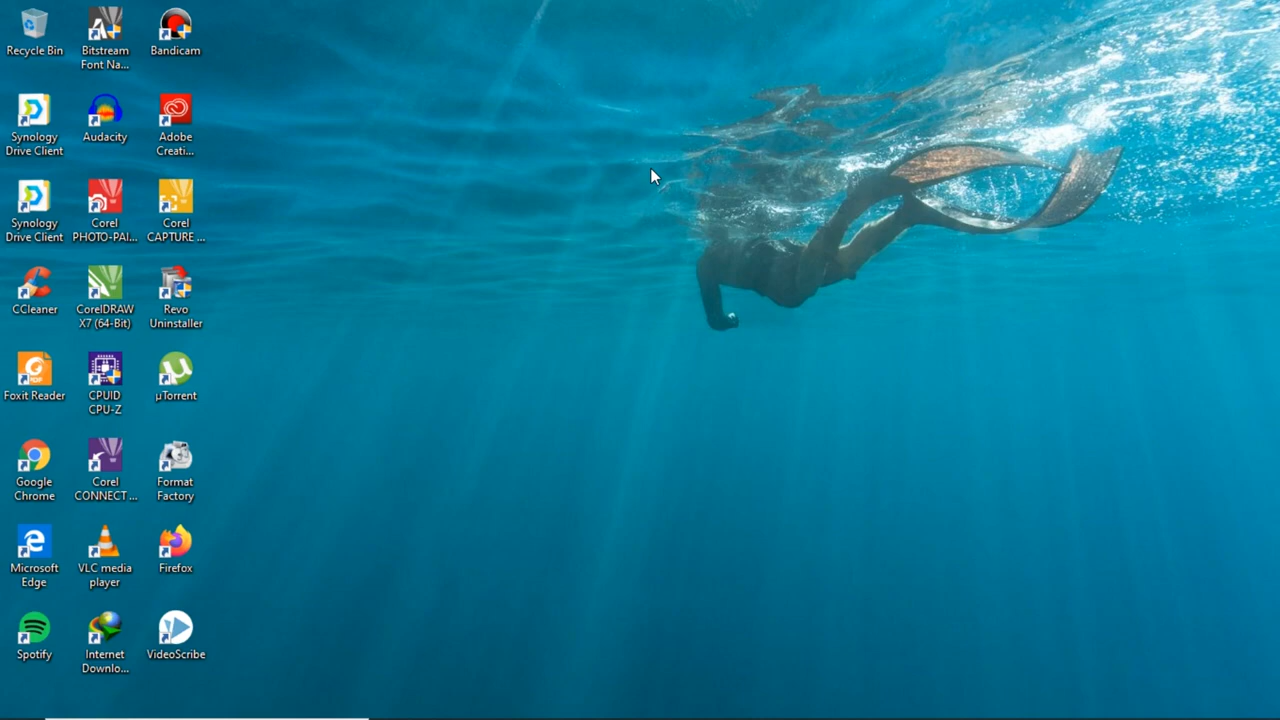 Recycle Bin
Bitstream
Font Na...
Bandicam
Synology
Drive Client
Audacity
Adobe
Creati...
Synology
Drive Client
Corel
PHOTO-PAI...
Corel
CAPTURE ...
CCleaner
CorelDRAW
X7 (64-Bit)
Revo
Uninstaller
Foxit Reader
CPUID
CPU-Z
µTorrent
Google
Chrome
Corel
CONNECT ...
Format
Factory
Microsoft
Edge
VLC media
player
Firefox
Spotify
Internet
Downlo...
VideoScribe